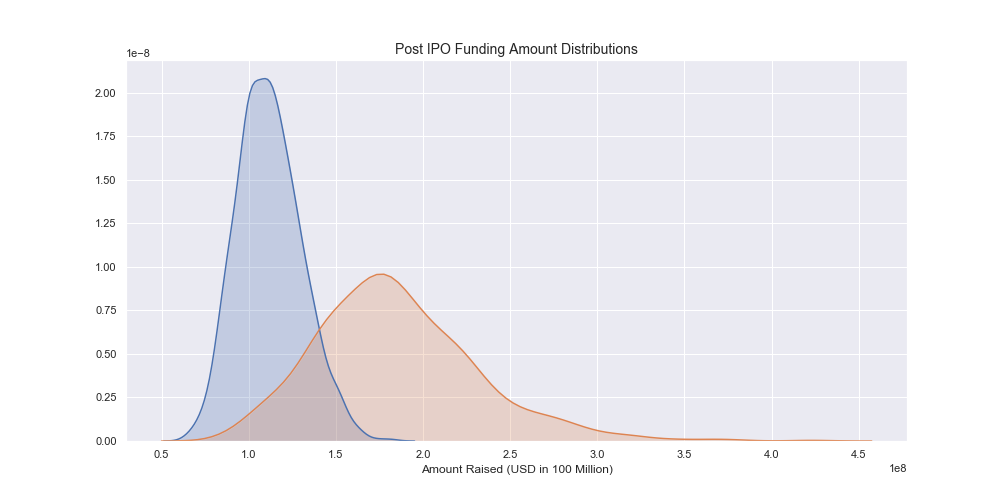 Post IPO Funding Amount Distributions
1e−8
2.00
1.75
1.50
1.25
1.00
0.75
0.50
0.25
0.00
0.5 1.0 1.5 2.0 2.5 3.0 3.5 4.0 4.5
Amount Raised (USD in 100 Million)
1e8